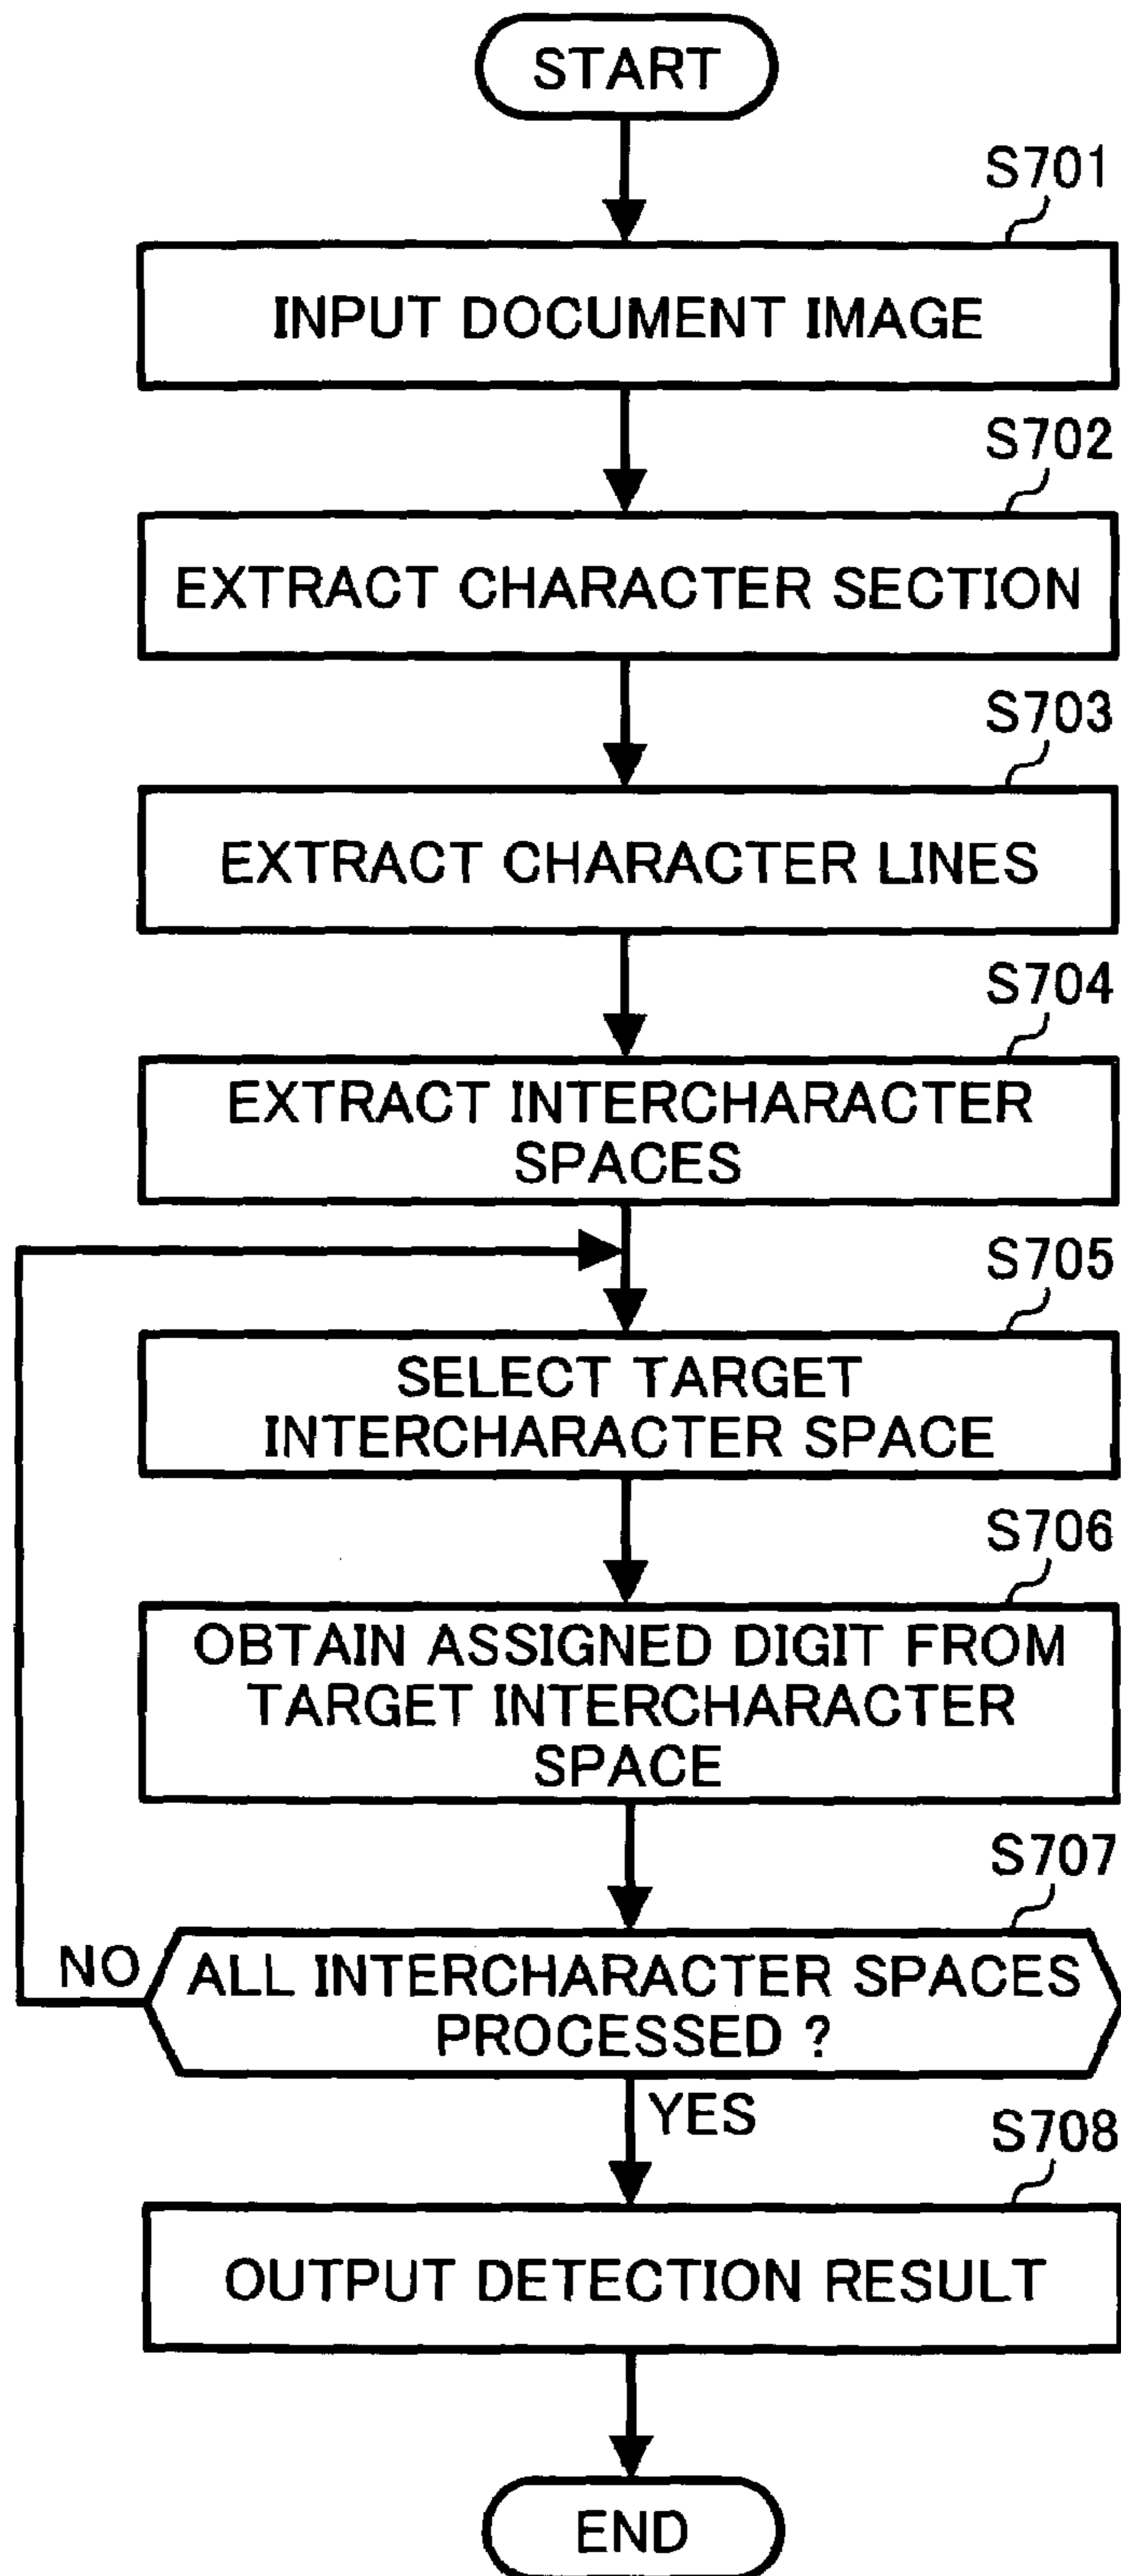 START
S701
INPUT DOCUMENT IMAGE
S702
EXTRACT CHARACTER SECTION
S703
EXTRACT CHARACTER LINES
S704
EXTRACT INTERCHARACTER
SPACES
S705
SELECT TARGET
INTERCHARACTER SPACE
S706
OBTAIN ASSIGNED DIGIT FROM
TARGET INTERCHARACTER
SPACE
S707
NO
ALL INTERCHARACTER SPACES
PROCESSED ?
YES
S708
OUTPUT DETECTION RESULT
END